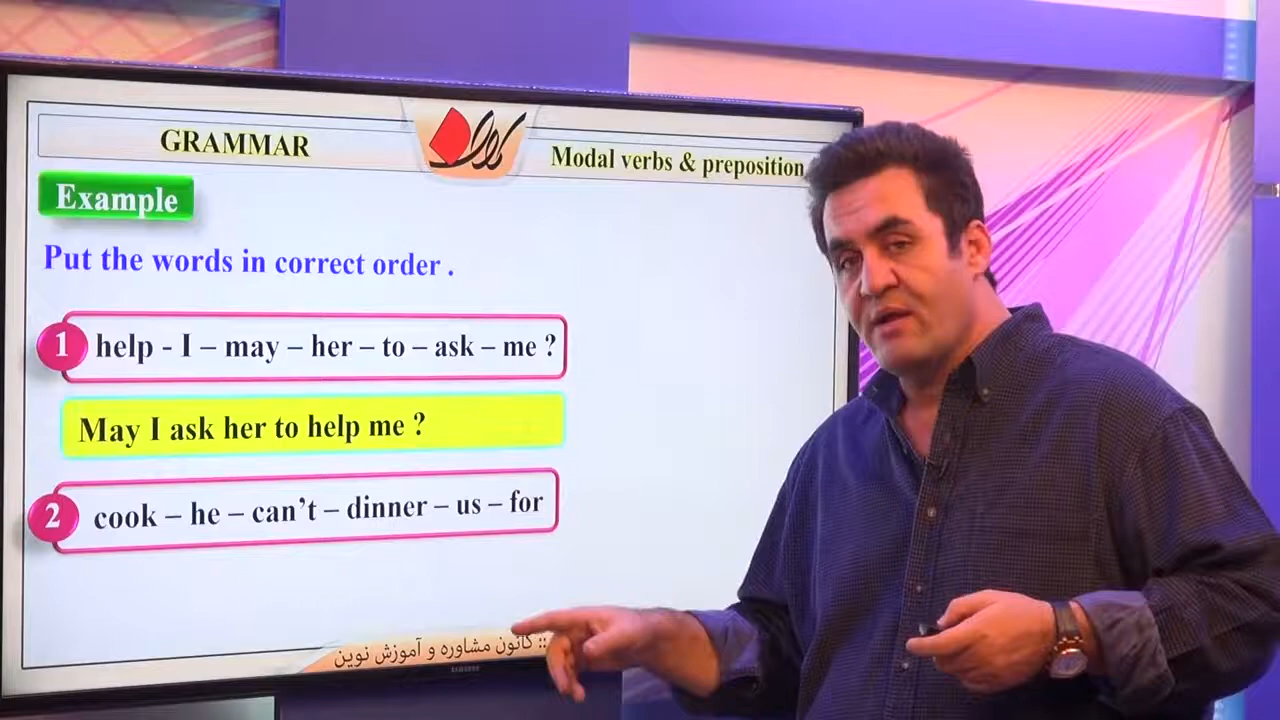 GRAMMAR
Modal verbs & preposition
Example
Put the words in correct order .
1 help - I – may – her – to – ask – me ?
May I ask her to help me ?
2 cook – he – can’t – dinner – us – for
:: کانون مشاوره و آموزش نوین